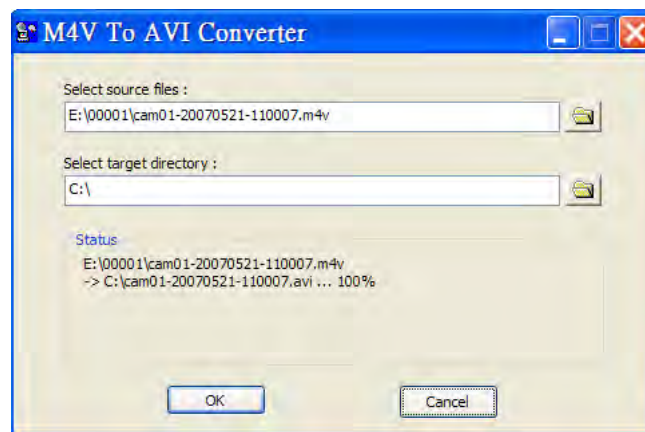 M4V To AVI Converter
Select source files :
E:\00001\cam01-20070521-110007.m4v
Select target directory :
C:\
Status
E:\00001\cam01-20070521-110007.m4v
-> C:\cam01-20070521-110007.avi ... 100%
OK
Cancel